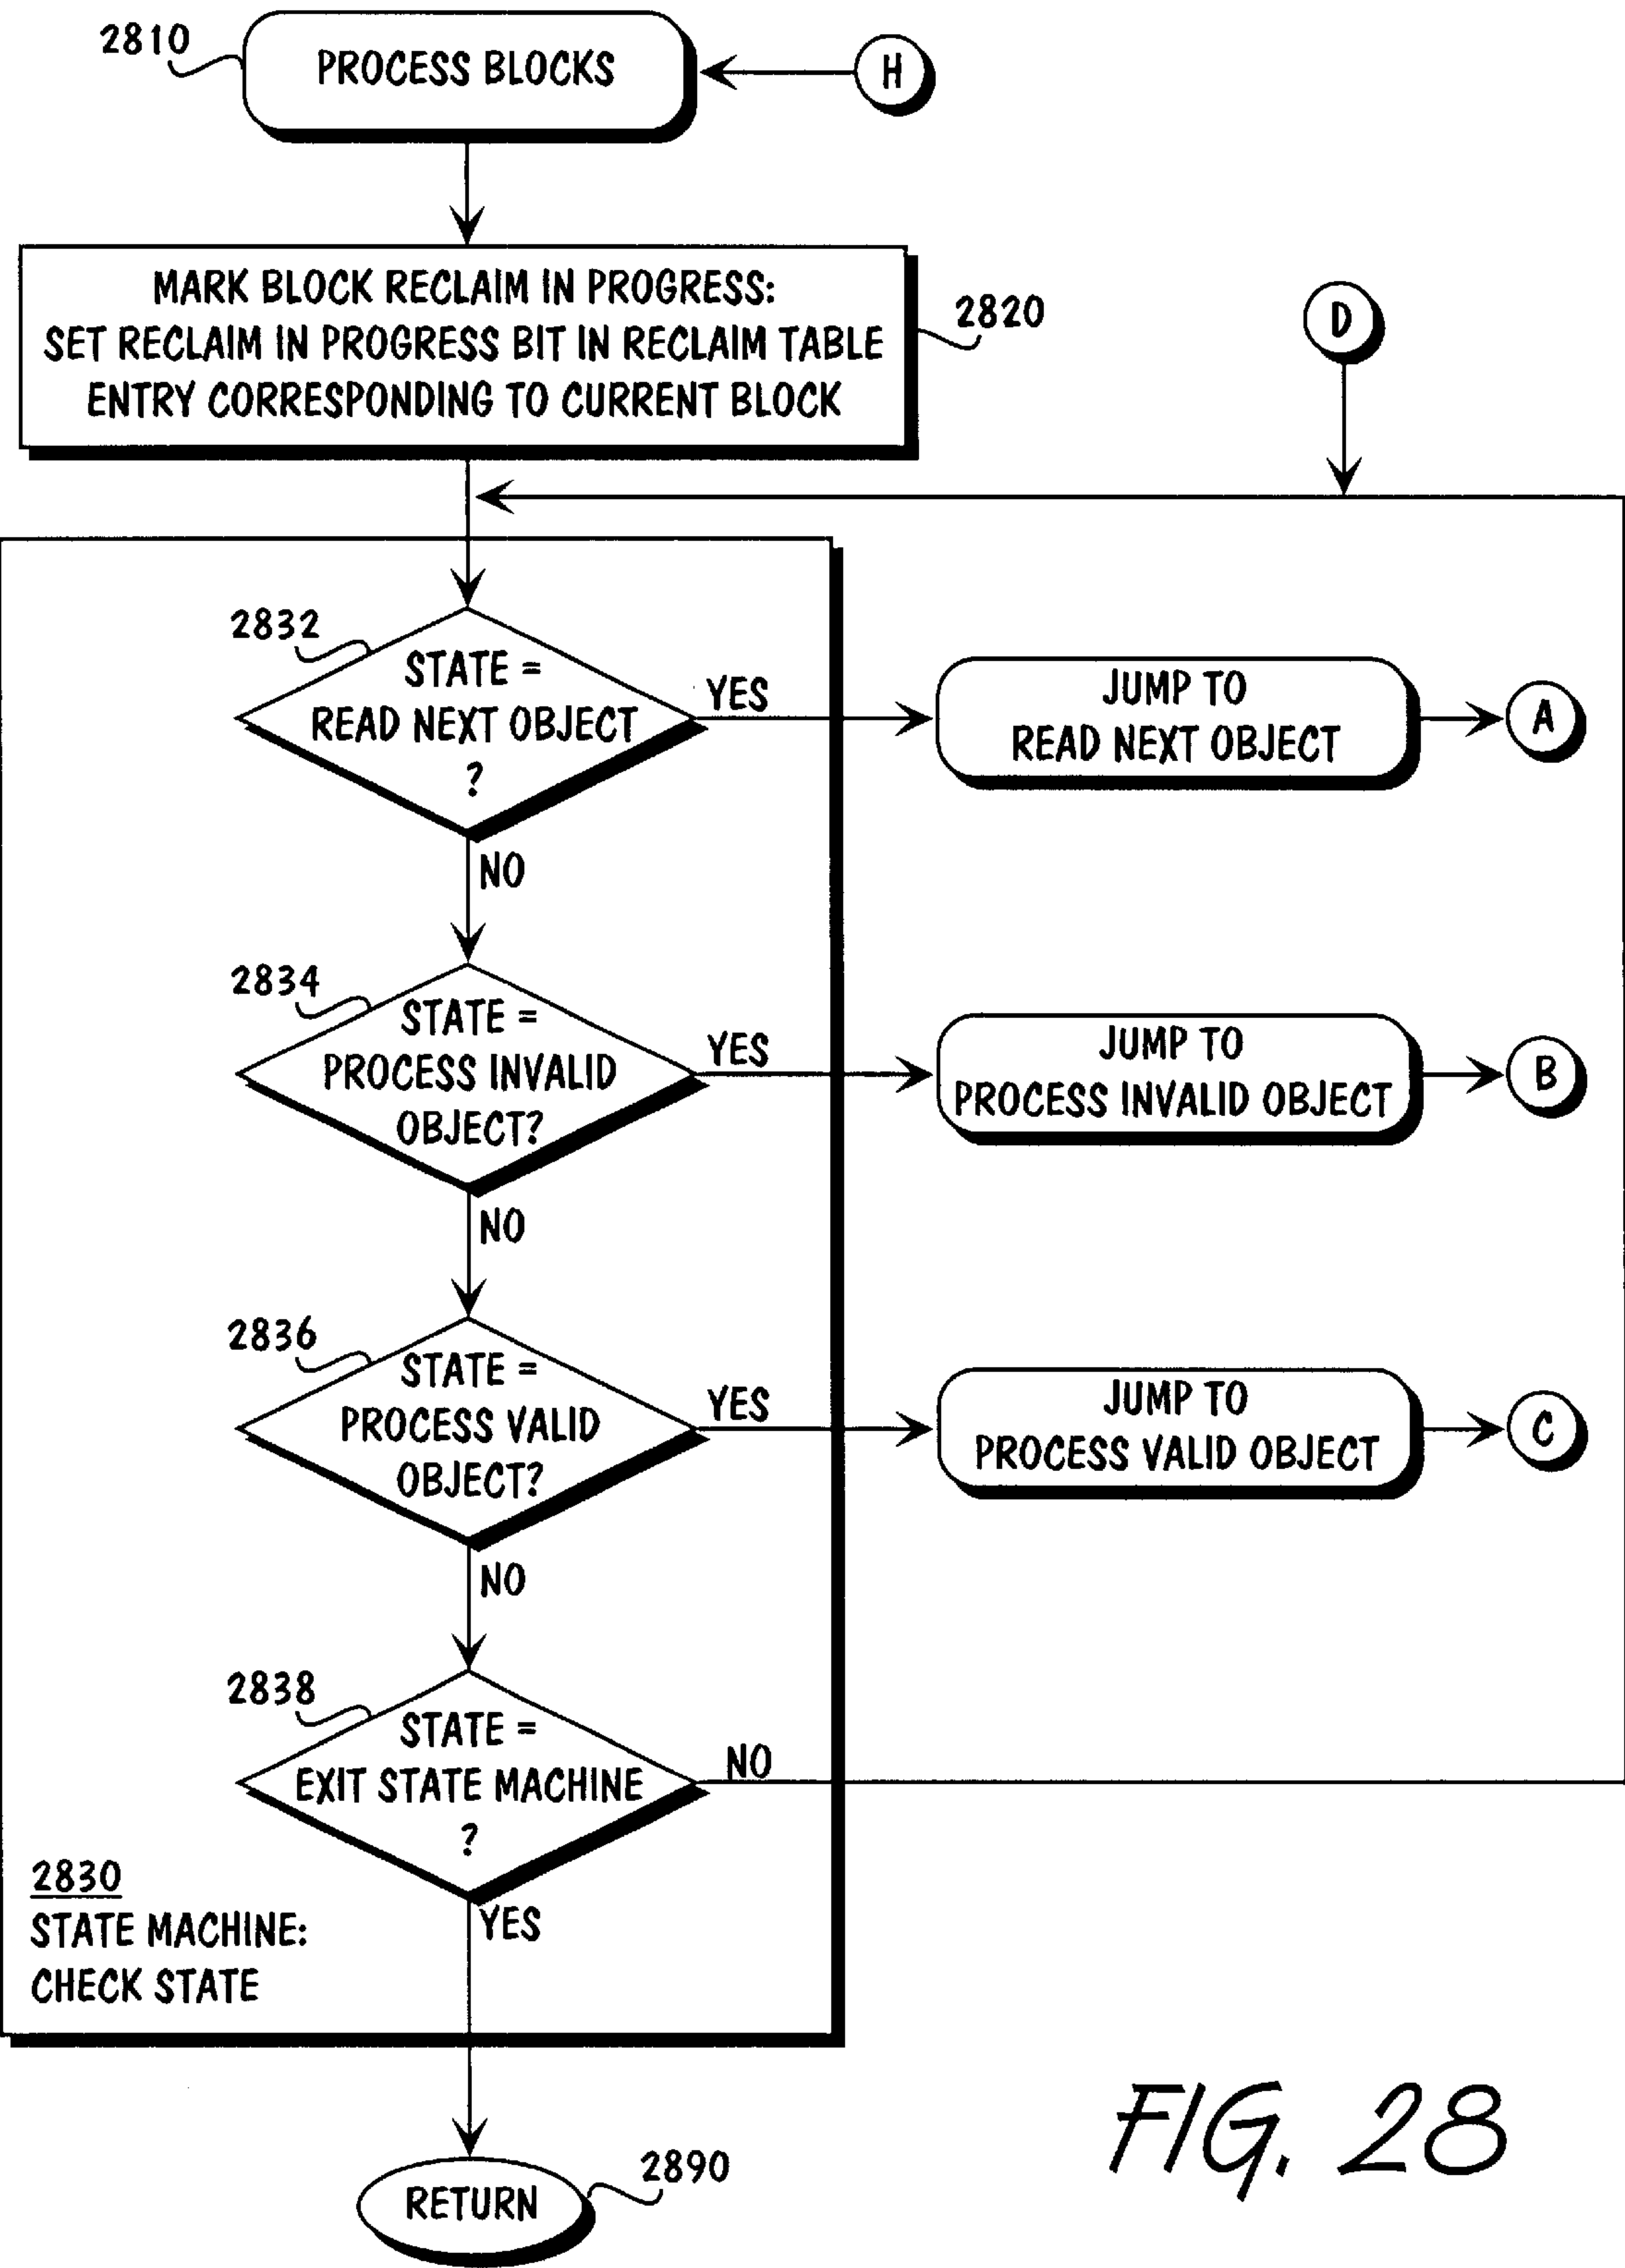 2810
PROCESS BLOCKS
H
MARK BLOCK RECLAIM IN PROGRESS:
SET RECLAIM IN PROGRESS BIT IN RECLAIM TABLE
ENTRY CORRESPONDING TO CURRENT BLOCK
2820
D
2832
STATE =
READ NEXT OBJECT
?
YES
JUMP TO
READ NEXT OBJECT
A
NO
2834
STATE =
PROCESS INVALID
OBJECT?
YES
JUMP TO
PROCESS INVALID OBJECT
B
NO
2836
STATE =
PROCESS VALID
OBJECT?
YES
JUMP TO
PROCESS VALID OBJECT
C
NO
2838
STATE =
EXIT STATE MACHINE
?
NO
YES
2830
STATE MACHINE:
CHECK STATE
RETURN
2890
FIG. 28